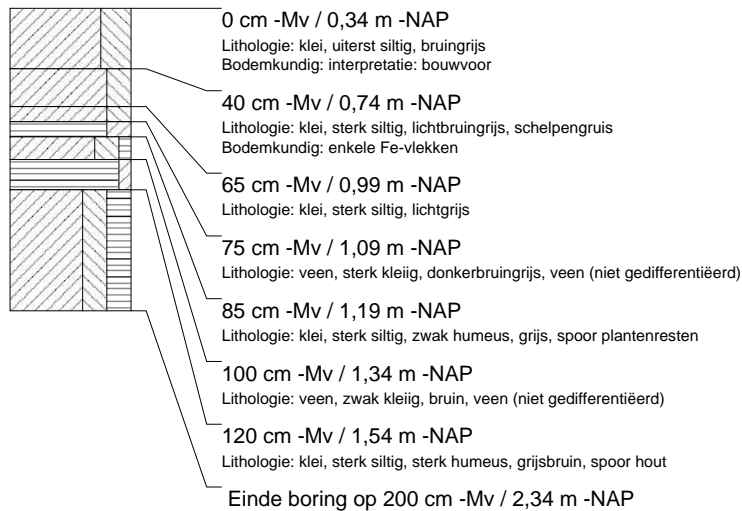 0 cm -Mv / 0,34 m -NAP
Lithologie: klei, uiterst siltig, bruingrijs
Bodemkundig: interpretatie: bouwvoor
40 cm -Mv / 0,74 m -NAP
Lithologie: klei, sterk siltig, lichtbruingrijs, schelpengruis
Bodemkundig: enkele Fe-vlekken
65 cm -Mv / 0,99 m -NAP
Lithologie: klei, sterk siltig, lichtgrijs
75 cm -Mv / 1,09 m -NAP
Lithologie: veen, sterk kleiig, donkerbruingrijs, veen (niet gedifferentiëerd)
85 cm -Mv / 1,19 m -NAP
Lithologie: klei, sterk siltig, zwak humeus, grijs, spoor plantenresten
100 cm -Mv / 1,34 m -NAP
Lithologie: veen, zwak kleiig, bruin, veen (niet gedifferentiëerd)
120 cm -Mv / 1,54 m -NAP
Lithologie: klei, sterk siltig, sterk humeus, grijsbruin, spoor hout
Einde boring op 200 cm -Mv / 2,34 m -NAP